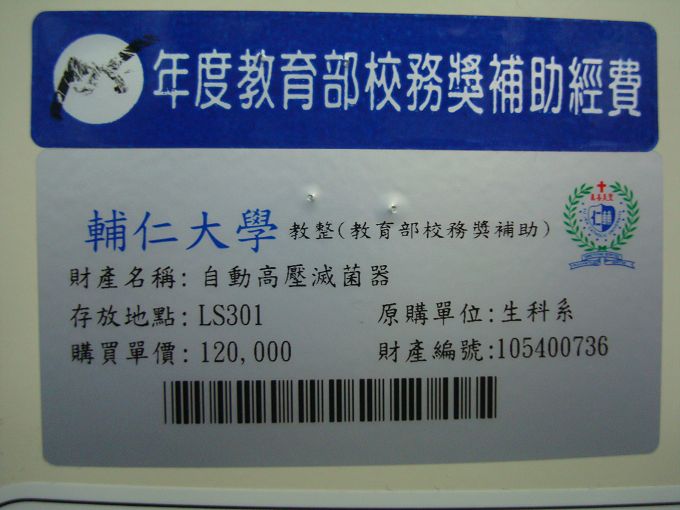 年度教育部校務獎補助經費
輔仁大學 教整(教育部校務獎補助)
財產名稱: 自動高壓滅菌器
存放地點: LS301 原購單位:生科系
購買單價: 120,000 財產編號:105400736